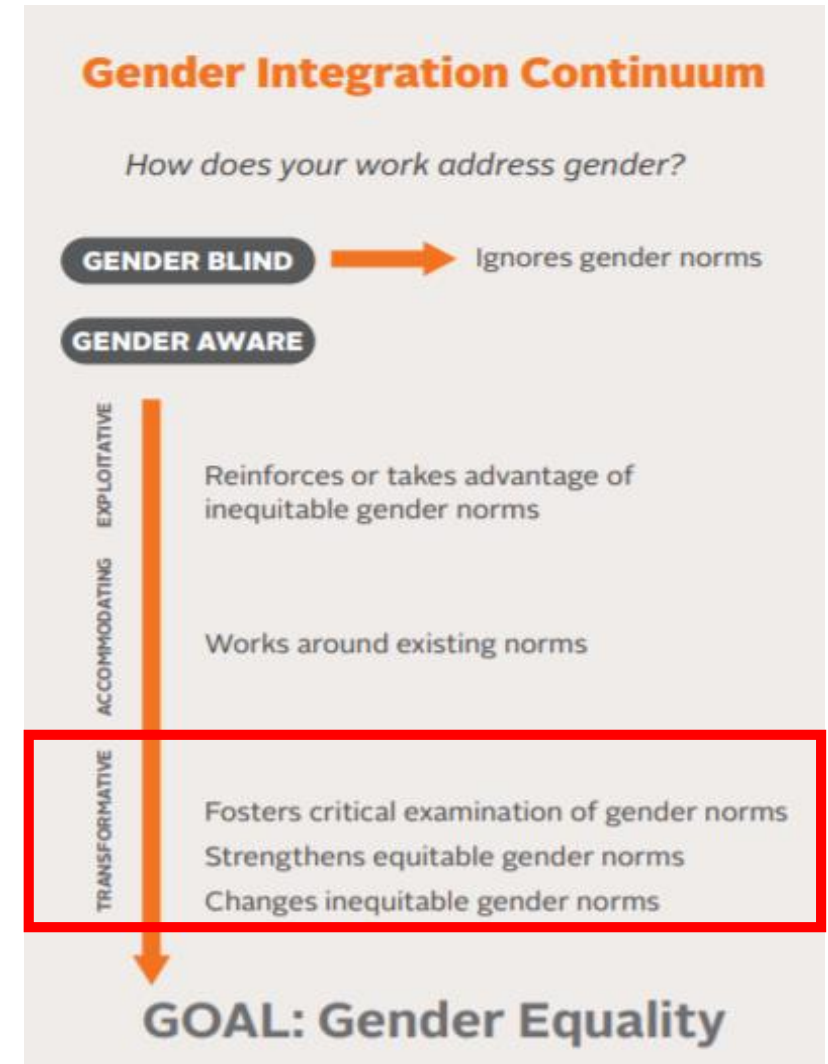 Gender Integration Continuum
How does your work address gender?
GENDER BLIND
Ignores gender norms
GENDER AWARE
EXPLOITATIVE
Reinforces or takes advantage of
inequitable gender norms
ACCOMMODATING
Works around existing norms
TRANSFORMATIVE
Fosters critical examination of gender norms
Strengthens equitable gender norms
Changes inequitable gender norms
GOAL: Gender Equality